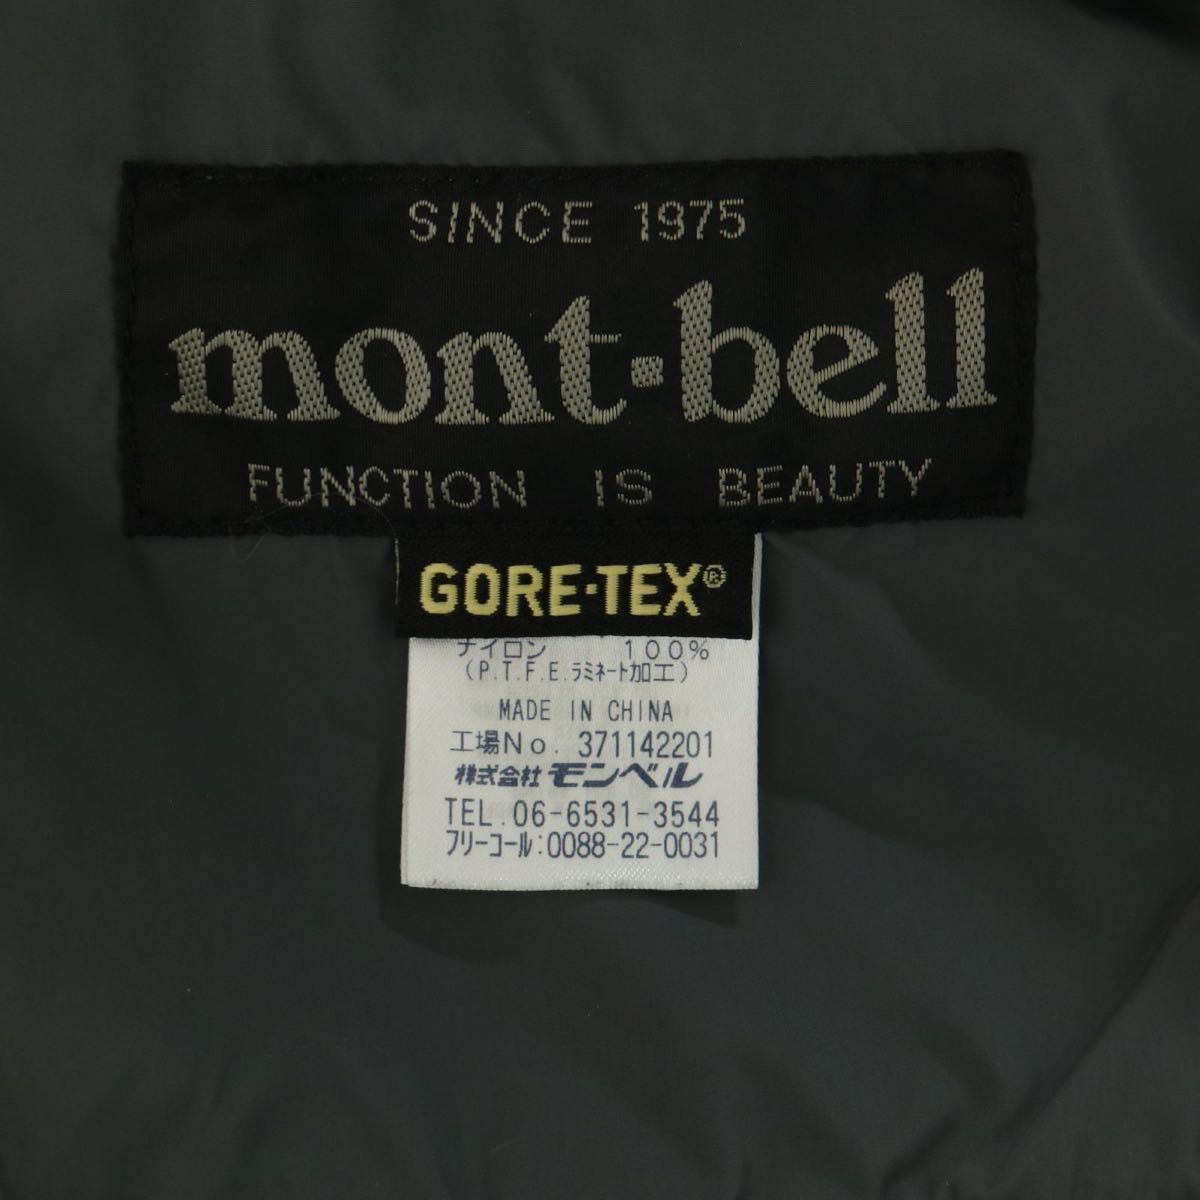 SINCE 1975
mont·bell
FUNCTION IS BEAUTY
GORE-TEX®
ナイロン 100%
(P.T.F.E.ラミネート加工)
MADE IN CHINA
工場No. 371142201
株式会社 モンベル
TEL.06-6531-3544
フリーコール:0088-22-0031